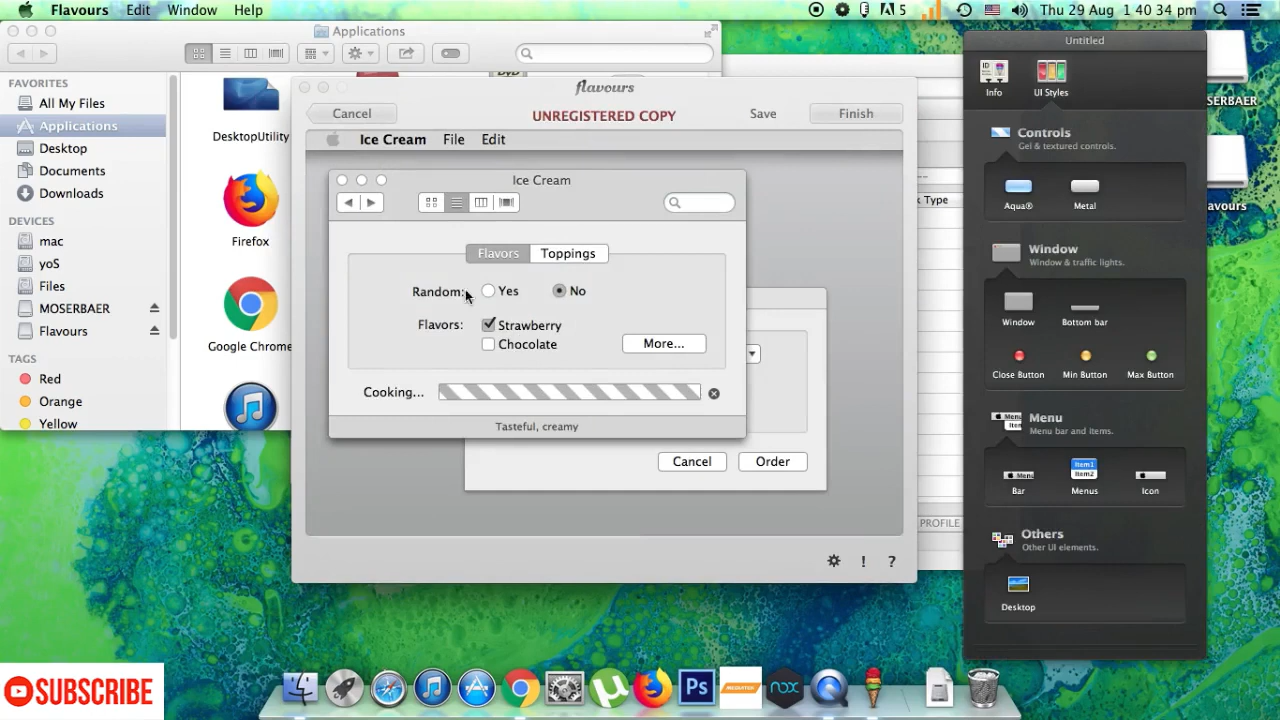 Flavours Edit Window Help
5 Thu 29 Aug 1 40 34 pm
Applications
FAVORITES
All My Files
Applications
Desktop
Documents
Downloads
DEVICES
mac
yoS
Files
MOSERBAER
Flavours
TAGS
Red
Orange
Yellow
DesktopUtility
Firefox
Google Chrome
flavours
Cancel
UNREGISTERED COPY
Save
Finish
Ice Cream File Edit
Ice Cream
Flavors Toppings
Random: Yes No
Flavors: Strawberry
Chocolate
More...
Cooking...
Tasteful, creamy
Cancel Order
! ?
Type
PROFILE
Untitled
Info
UI Styles
Controls
Gel & textured controls.
Aqua® Metal
Window
Window & traffic lights.
Window Bottom bar
Close Button Min Button Max Button
Menu
Menu bar and items.
Bar Menus Icon
Others
Other UI elements.
Desktop
SERBAER
avours
SUBSCRIBE
Ps
MEDIATEK
nox